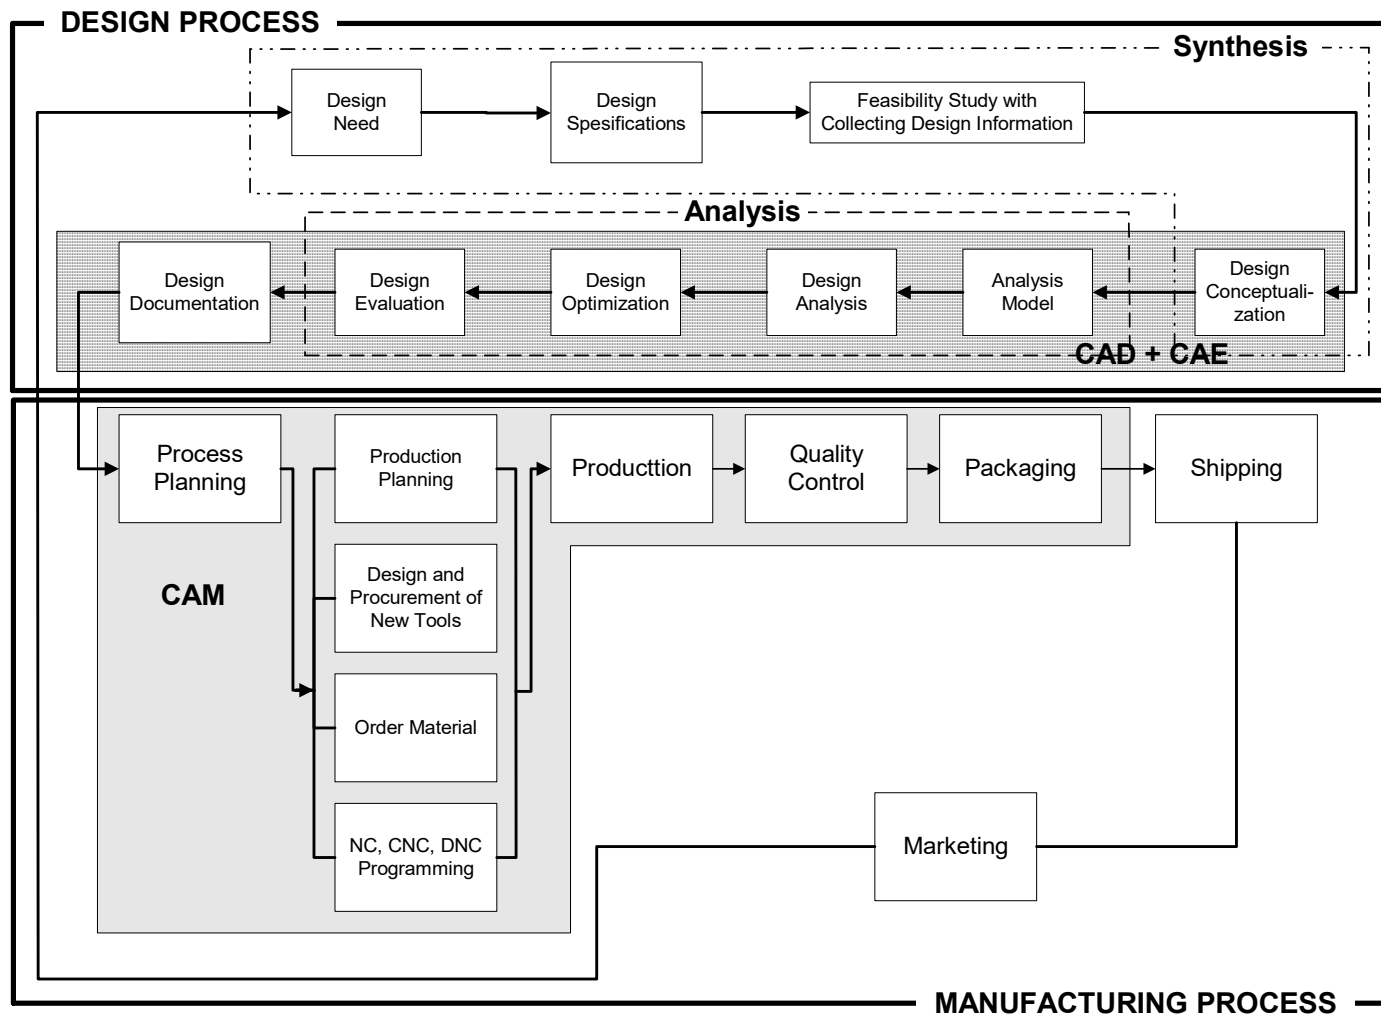 DESIGN PROCESS
Synthesis
Design
Need
Design
Spesifications
Feasibility Study with
Collecting Design Information
Analysis
Design
Documentation
Design
Evaluation
Design
Optimization
Design
Analysis
Analysis
Model
Design
Conceptuali-
zation
CAD + CAE
Process
Planning
Production
Planning
Producttion
Quality
Control
Packaging
Shipping
CAM
Design and
Procurement of
New Tools
Order Material
NC, CNC, DNC
Programming
Marketing
MANUFACTURING PROCESS